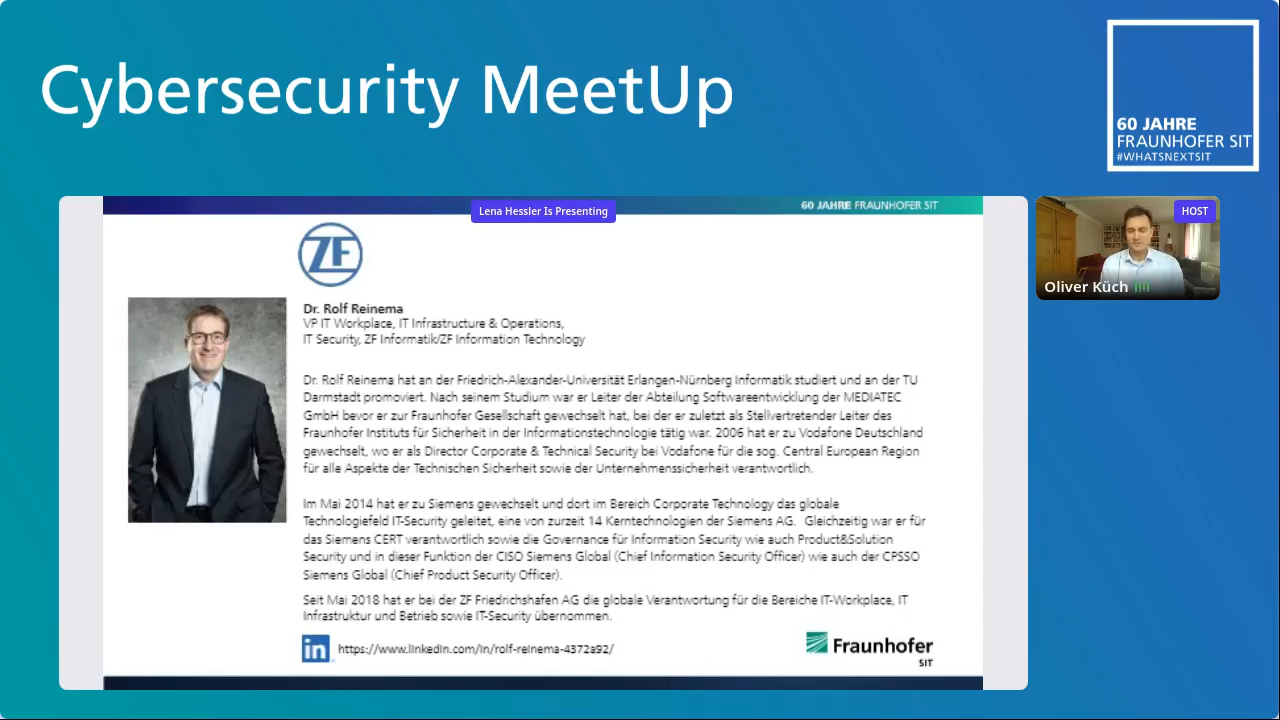 Cybersecurity MeetUp
60 JAHRE
FRAUNHOFER SIT
#WHATSNEXTSIT
Lena Hessler Is Presenting
60 JAHRE FRAUNHOFER SIT
HOST
Oliver Küch
ZF
Dr. Rolf Reinema
VP IT Workplace, IT Infrastructure & Operations,
IT Security, ZF Informatik/ZF Information Technology
Dr. Rolf Reinema hat an der Friedrich-Alexander-Universität Erlangen-Nürnberg Informatik studiert und an der TU
Darmstadt promoviert. Nach seinem Studium war er Leiter der Abteilung Softwareentwicklung der MEDIATEC
GmbH bevor er zur Fraunhofer Gesellschaft gewechselt hat, bei der er zuletzt als Stellvertretender Leiter des
Fraunhofer Instituts für Sicherheit in der Informationstechnologie tätig war. 2006 hat er zu Vodafone Deutschland
gewechselt, wo er als Director Corporate & Technical Security bei Vodafone für die sog. Central European Region
für alle Aspekte der Technischen Sicherheit sowie der Unternehmenssicherheit verantwortlich.
Im Mai 2014 hat er zu Siemens gewechselt und dort im Bereich Corporate Technology das globale
Technologiefeld IT-Security geleitet, eine von zurzeit 14 Kerntechnologien der Siemens AG. Gleichzeitig war er für
das Siemens CERT verantwortlich sowie die Governance für Information Security wie auch Product&Solution
Security und in dieser Funktion der CISO Siemens Global (Chief Information Security Officer) wie auch der CPSSO
Siemens Global (Chief Product Security Officer).
Seit Mai 2018 hat er bei der ZF Friedrichshafen AG die globale Verantwortung für die Bereiche IT-Workplace, IT
Infrastruktur und Betrieb sowie IT-Security übernommen.
in https://www.linkedin.com/in/rolf-reinema-4372a92/
Fraunhofer
SIT